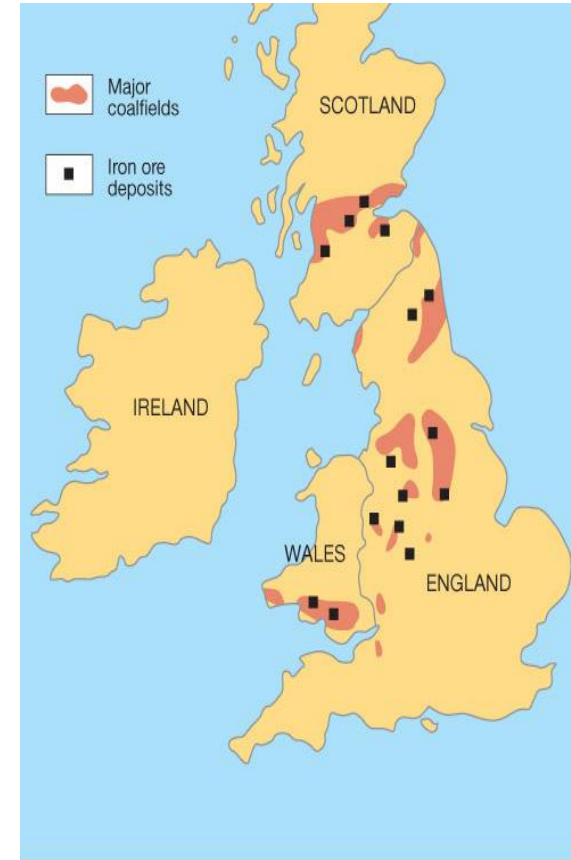 Major
coalfields
Iron ore
deposits
SCOTLAND
IRELAND
WALES
ENGLAND